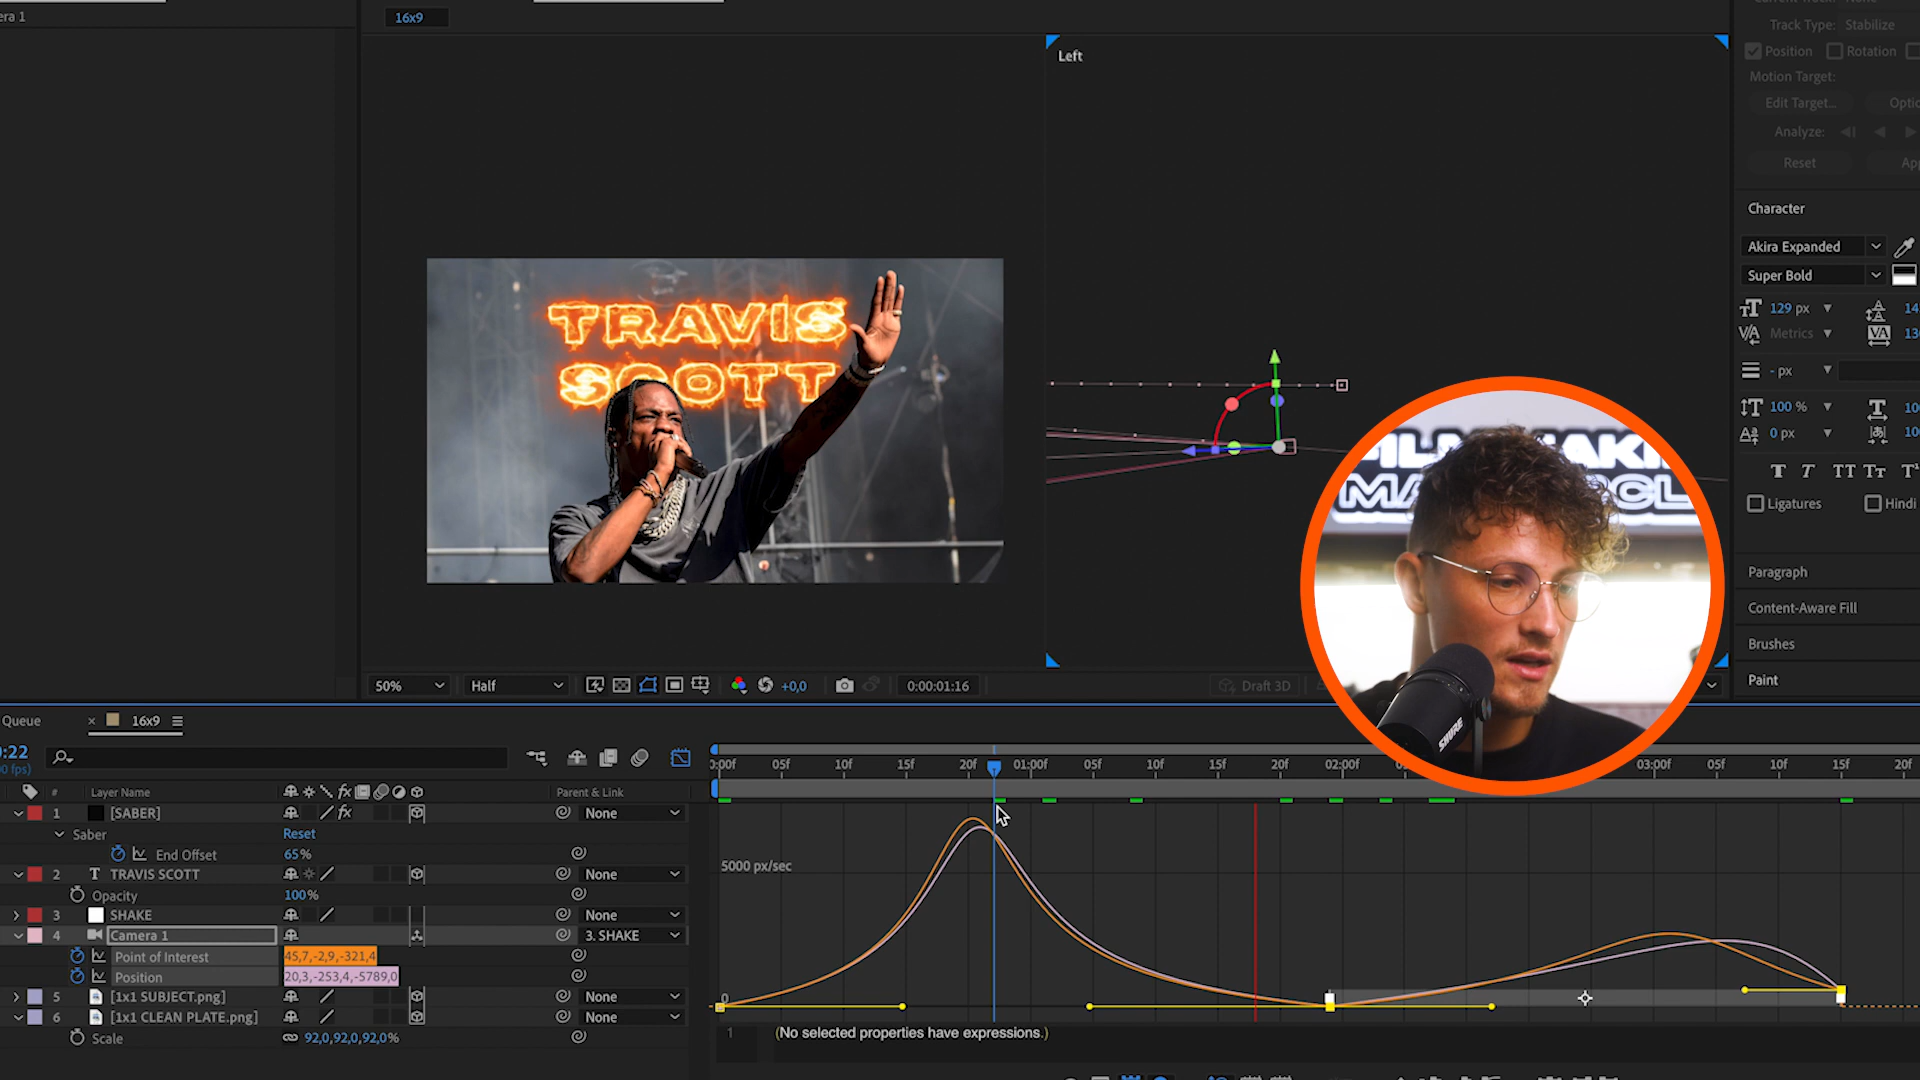 era 1
16x9
Left
TRAVIS
SCOTT
50%
Half
+0,0
0:00:01:16
Draft 3D
Track Type: Stabilize
Position
Rotation
Motion Target:
Edit Target...
Analyze:
Reset
Character
Akira Expanded
Super Bold
129 px
Metrics
- px
100 %
0 px
Ligatures
Hindi
Paragraph
Content-Aware Fill
Brushes
Paint
SHURE
Queue
16x9
:22
Layer Name
Parent & Link
1 [SABER] None
Saber Reset
End Offset 65%
2 TRAVIS SCOTT None
Opacity 100%
3 SHAKE None
4 Camera 1 3. SHAKE
Point of Interest 45,7,-2,9,-321,4
Position 20,3,-253,4,-5789,0
5 [1x1 SUBJECT.png] None
6 [1x1 CLEAN PLATE.png] None
Scale 92,0,92,0,92,0%
:00f 05f 10f 15f 20f 01:00f 05f 10f 15f 20f 02:00f 03:00f 05f 10f 15f 20f
5000 px/sec
0
1 (No selected properties have expressions.)